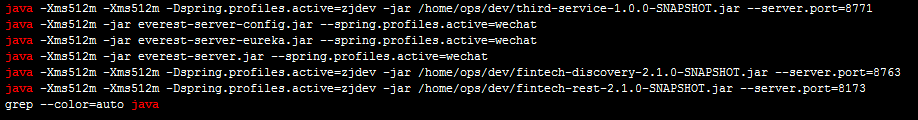 java -Xms512m -Xms512m -Dspring.profiles.active=zjdev -jar /home/ops/dev/third-service-1.0.0-SNAPSHOT.jar --server.port=8771
java -Xms512m -jar everest-server-config.jar --spring.profiles.active=wechat
java -Xms512m -jar everest-server-eureka.jar --spring.profiles.active=wechat
java -Xms512m -jar everest-server.jar --spring.profiles.active=wechat
java -Xms512m -Xms512m -Dspring.profiles.active=zjdev -jar /home/ops/dev/fintech-discovery-2.1.0-SNAPSHOT.jar --server.port=8763
java -Xms512m -Xms512m -Dspring.profiles.active=zjdev -jar /home/ops/dev/fintech-rest-2.1.0-SNAPSHOT.jar --server.port=8173
grep --color=auto java